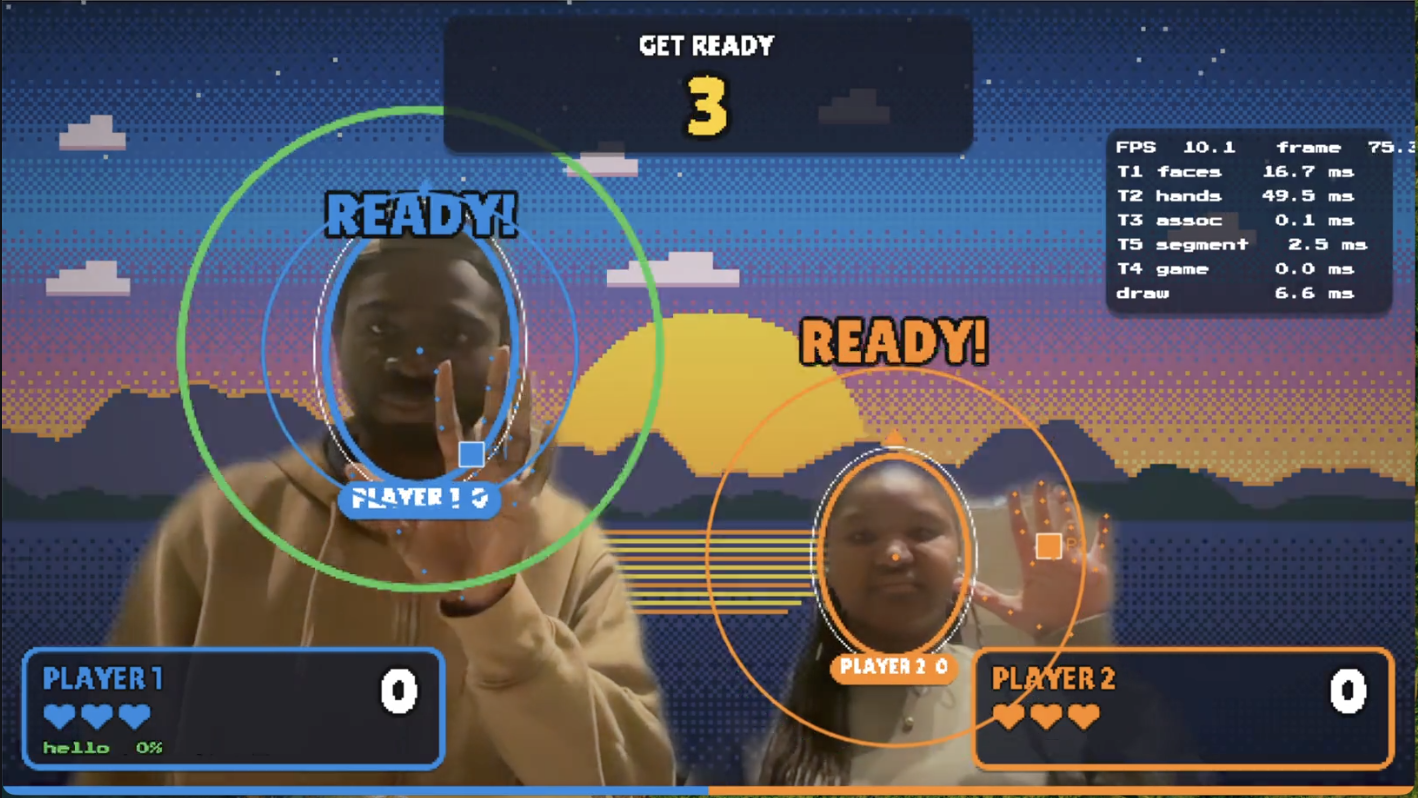 GET READY
3
FPS 10.1 frame 75.3
T1 faces 16.7 ms
T2 hands 49.5 ms
T3 assoc 0.1 ms
T5 segment 2.5 ms
T4 game 0.0 ms
draw 6.6 ms
READY!
READY!
PLAYER 1 0
PLAYER 2 0
PLAYER 1 0
hello 0%
PLAYER 2 0